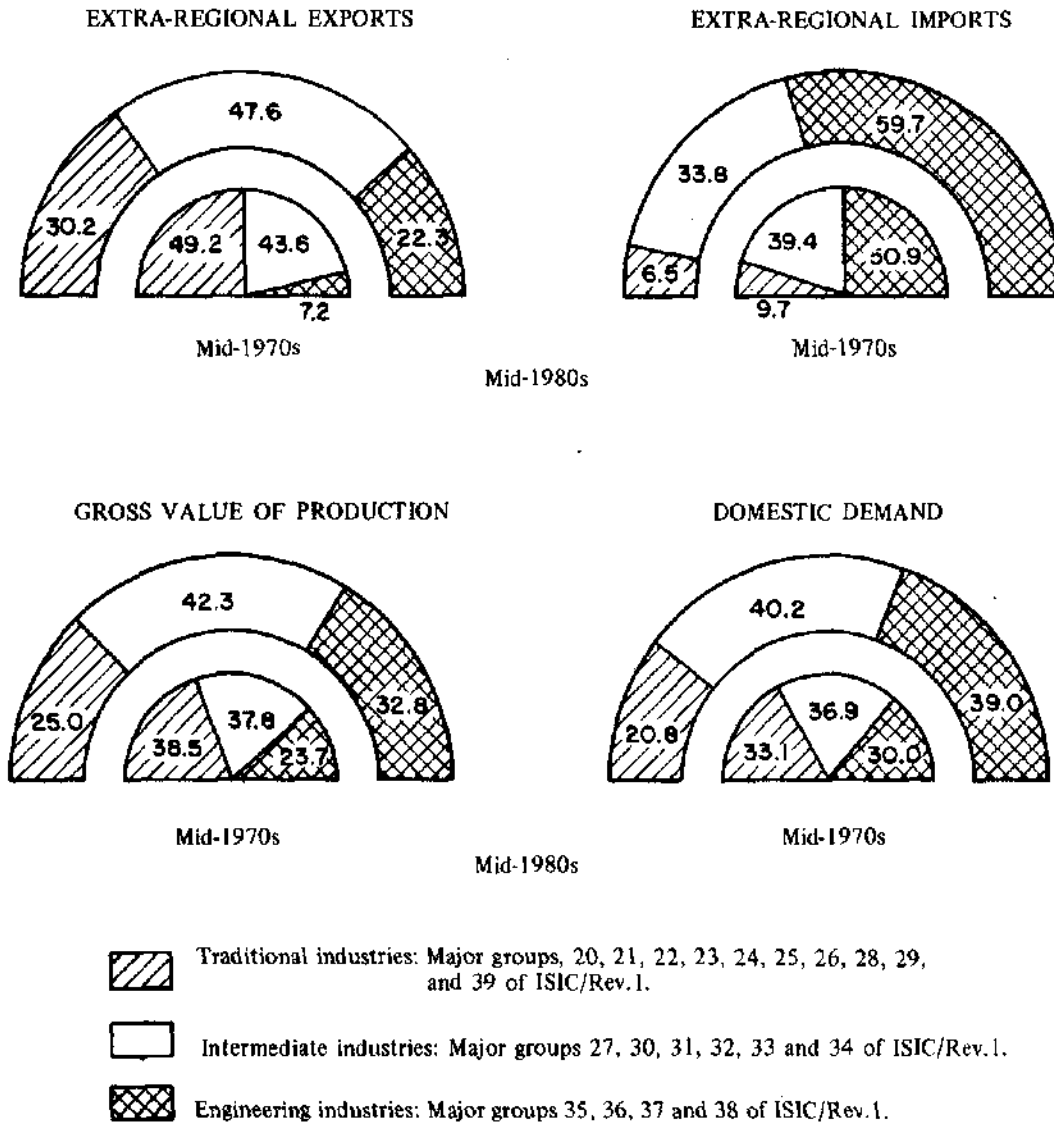 EXTRA-REGIONAL EXPORTS
47.6
30.2
22.3
49.2
43.6
7.2
Mid-1970s
EXTRA-REGIONAL IMPORTS
59.7
33.8
6.5
39.4
50.9
9.7
Mid-1970s
Mid-1980s
GROSS VALUE OF PRODUCTION
42.3
25.0
32.8
38.5
37.8
23.7
Mid-1970s
DOMESTIC DEMAND
40.2
20.8
39.0
33.1
36.9
30.0
Mid-1970s
Mid-1980s
Traditional industries: Major groups, 20, 21, 22, 23, 24, 25, 26, 28, 29,
and 39 of ISIC/Rev.1.
Intermediate industries: Major groups 27, 30, 31, 32, 33 and 34 of ISIC/Rev.1.
Engineering industries: Major groups 35, 36, 37 and 38 of ISIC/Rev.1.